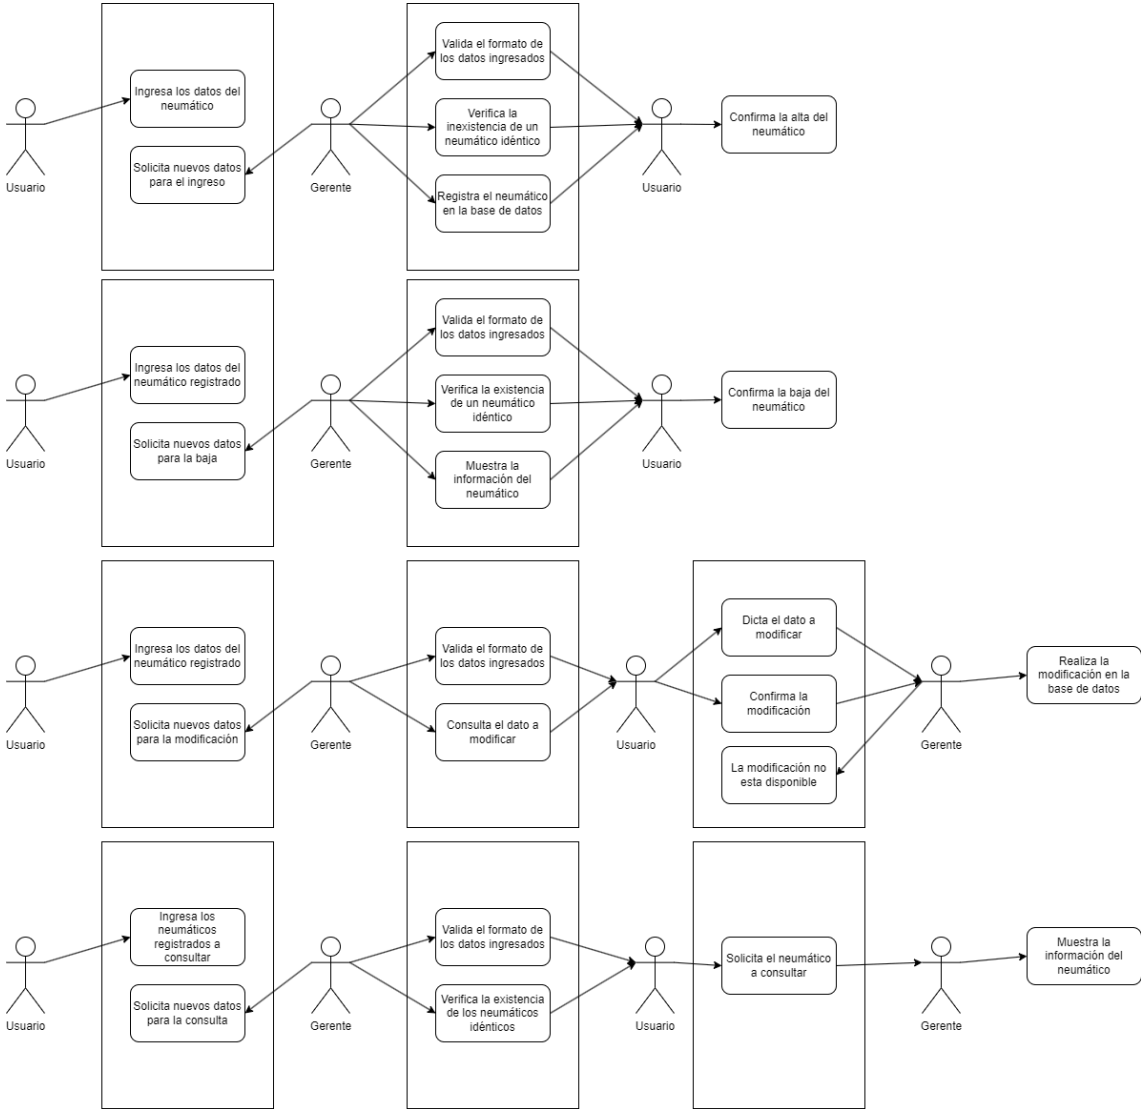 Ingresa los datos del
neumático
Solicita nuevos datos
para el ingreso
Usuario
Gerente
Valida el formato de
los datos ingresados
Verifica la
inexistencia de un
neumático idéntico
Registra el neumático
en la base de datos
Usuario
Confirma la alta del
neumático
Ingresa los datos del
neumático registrado
Solicita nuevos datos
para la baja
Usuario
Gerente
Valida el formato de
los datos ingresados
Verifica la existencia
de un neumático
idéntico
Muestra la
información del
neumático
Usuario
Confirma la baja del
neumático
Ingresa los datos del
neumático registrado
Solicita nuevos datos
para la modificación
Usuario
Gerente
Valida el formato de
los datos ingresados
Consulta el dato a
modificar
Usuario
Dicta el dato a
modificar
Confirma la
modificación
La modificación no
esta disponible
Gerente
Realiza la
modificación en la
base de datos
Ingresa los
neumáticos
registrados a
consultar
Solicita nuevos datos
para la consulta
Usuario
Gerente
Valida el formato de
los datos ingresados
Verifica la existencia
de los neumáticos
idénticos
Usuario
Solicita el neumático
a consultar
Gerente
Muestra la
información del
neumático